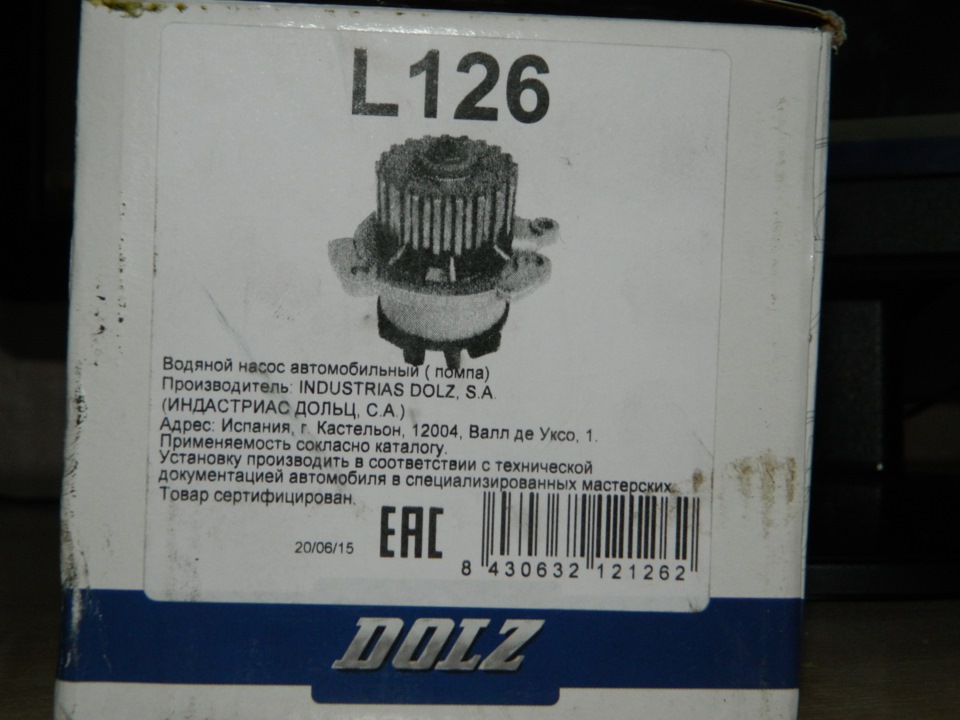 L126
Водяной насос автомобильный ( помпа)
Производитель: INDUSTRIAS DOLZ, S.A.
(ИНДАСТРИАС ДОЛЬЦ, С.А.)
Адрес: Испания, г. Кастельон, 12004, Валл де Уксо, 1.
Применяемость сокласно каталогу.
Установку производить в соответствии с технической
документацией автомобиля в специализированных мастерских.
Товар сертифицирован.
20/06/15 EAC
8 430632 121262
DOLZ